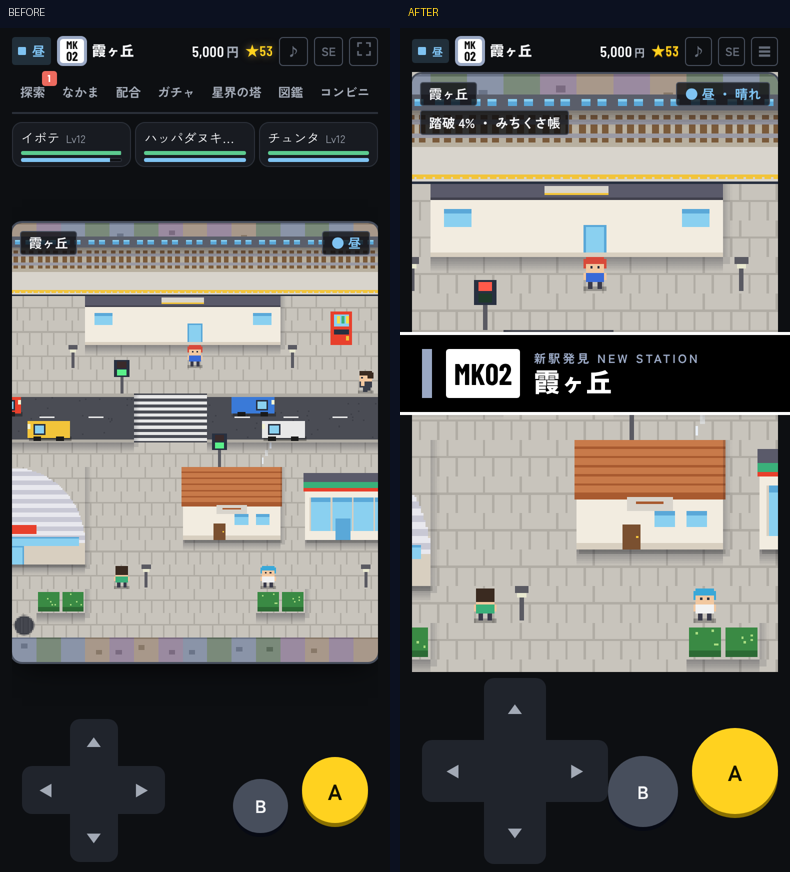 BEFORE
昼 MK 02 霞ヶ丘 5,000円 ★53 ♪ SE
1
探索 なかま 配合 ガチャ 星界の塔 図鑑 コンビニ
イボテ Lv12 ハッパダヌキ… チュンタ Lv12
霞ヶ丘 昼
B A
AFTER
昼 MK 02 霞ヶ丘 5,000円 ★53 ♪ SE
霞ヶ丘 昼 ・ 晴れ
踏破 4% ・ みちくさ帳
MK02 新駅発見 NEW STATION
霞ヶ丘
B A